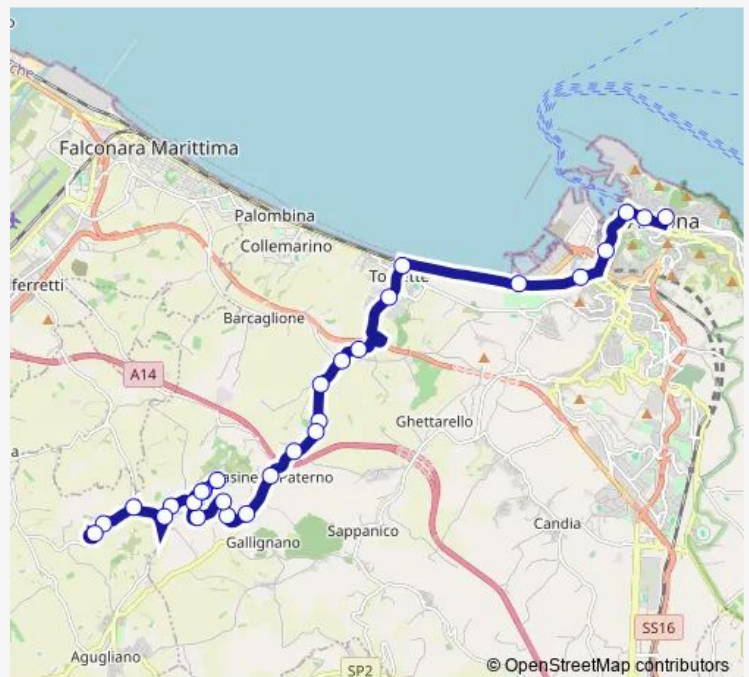 Falconara Marittima
Palombina
Collemarino
Barcaglione
A14
Ghettarello
Paterno
Gallignano
Sappanico
Candia
SS16
Agugliano
SP2
© OpenStreetMap contributors